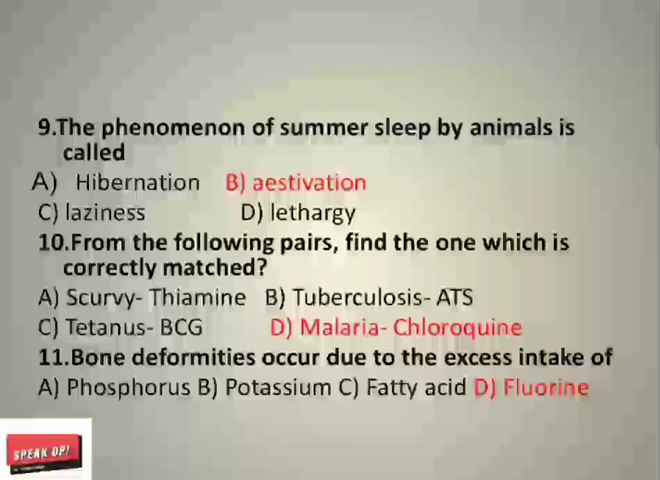 9.The phenomenon of summer sleep by animals is
called
A) Hibernation B) aestivation
C) laziness D) lethargy
10.From the following pairs, find the one which is
correctly matched?
A) Scurvy- Thiamine B) Tuberculosis- ATS
C) Tetanus- BCG D) Malaria- Chloroquine
11.Bone deformities occur due to the excess intake of
A) Phosphorus B) Potassium C) Fatty acid D) Fluorine
SPEAK UP!